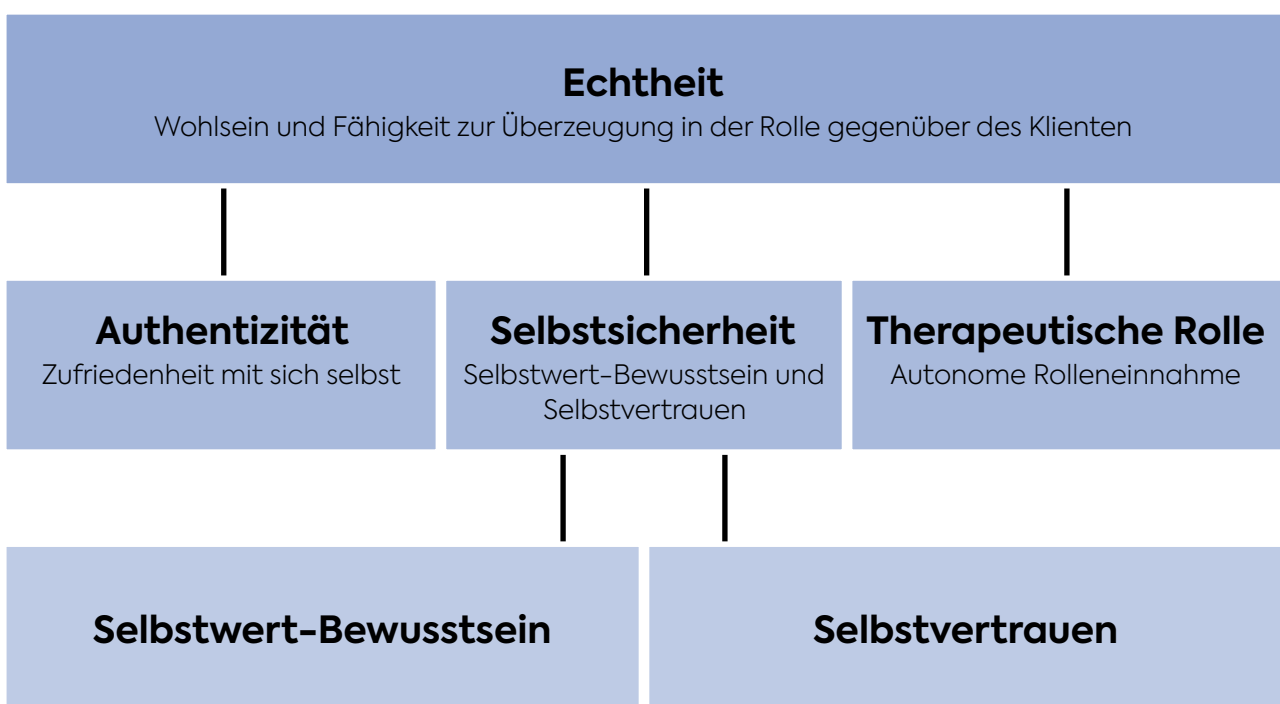 Echtheit
Wohlsein und Fähigkeit zur Überzeugung in der Rolle gegenüber des Klienten
Authentizität
Zufriedenheit mit sich selbst
Selbstsicherheit
Selbstwert-Bewusstsein und
Selbstvertrauen
Therapeutische Rolle
Autonome Rolleneinnahme
Selbstwert-Bewusstsein
Selbstvertrauen